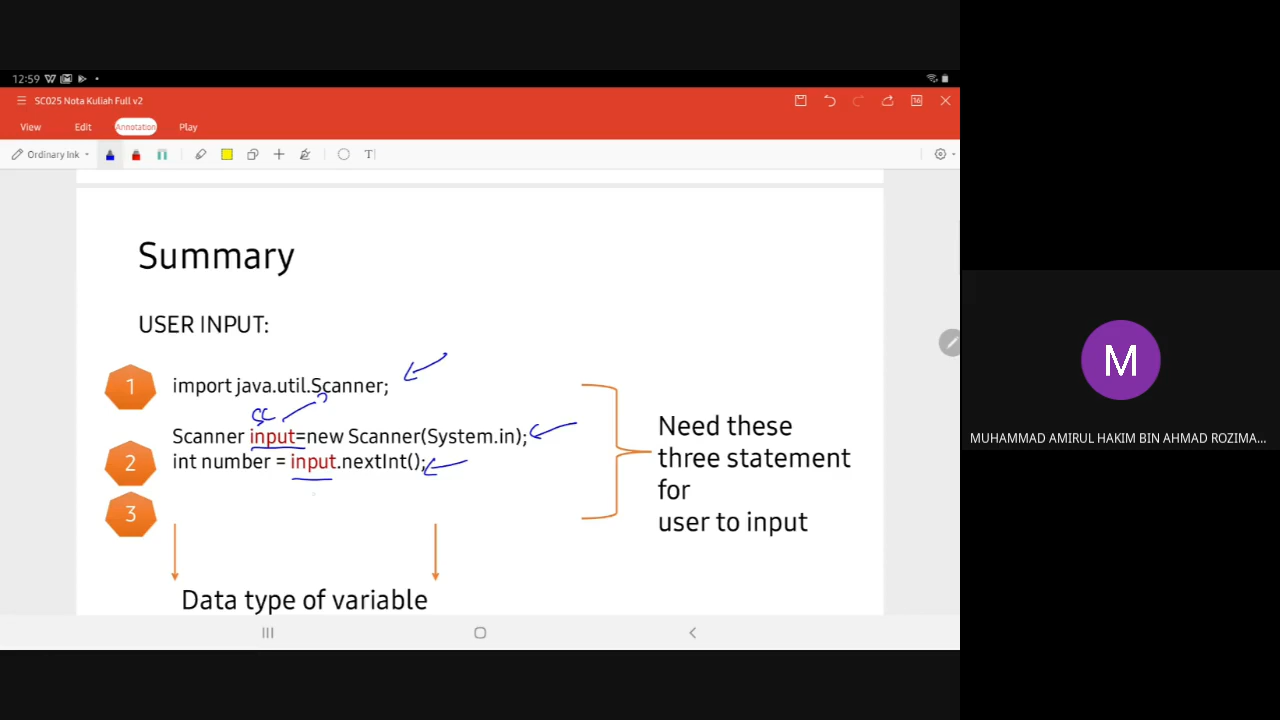 12:59
SC025 Nota Kuliah Full v2
16
View Edit Annotation Play
Ordinary Ink T
Summary
USER INPUT:
1 import java.util.Scanner;
sc
Scanner input=new Scanner(System.in);
2 int number = input.nextInt();
3
Need these
three statement
for
user to input
Data type of variable
M
MUHAMMAD AMIRUL HAKIM BIN AHMAD ROZIMA...